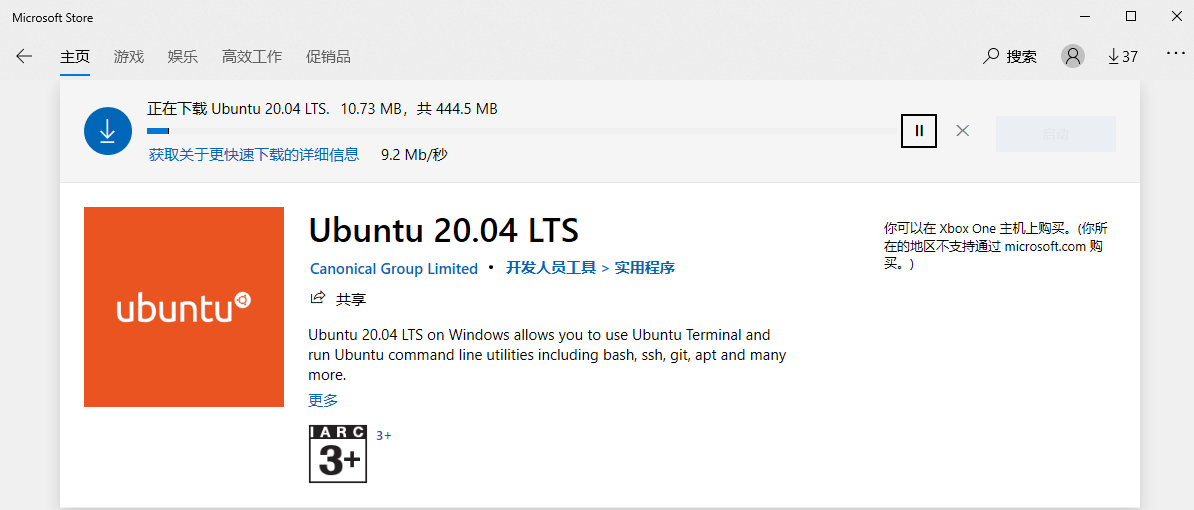 Microsoft Store
主页 游戏 娱乐 高效工作 促销品 搜索 37
正在下载 Ubuntu 20.04 LTS. 10.73 MB，共 444.5 MB
获取关于更快速下载的详细信息 9.2 Mb/秒
启动
Ubuntu 20.04 LTS
Canonical Group Limited • 开发人员工具 > 实用程序
共享
你可以在 Xbox One 主机上购买。(你所
在的地区不支持通过 microsoft.com 购
买。)
ubuntu
Ubuntu 20.04 LTS on Windows allows you to use Ubuntu Terminal and
run Ubuntu command line utilities including bash, ssh, git, apt and many
more.
更多
IARC
3+
3+